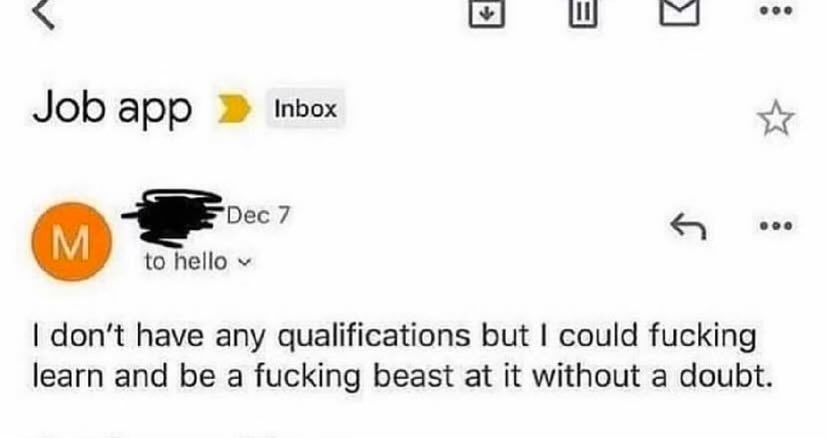 Job app Inbox
M
Dec 7
to hello
I don't have any qualifications but I could fucking
learn and be a fucking beast at it without a doubt.